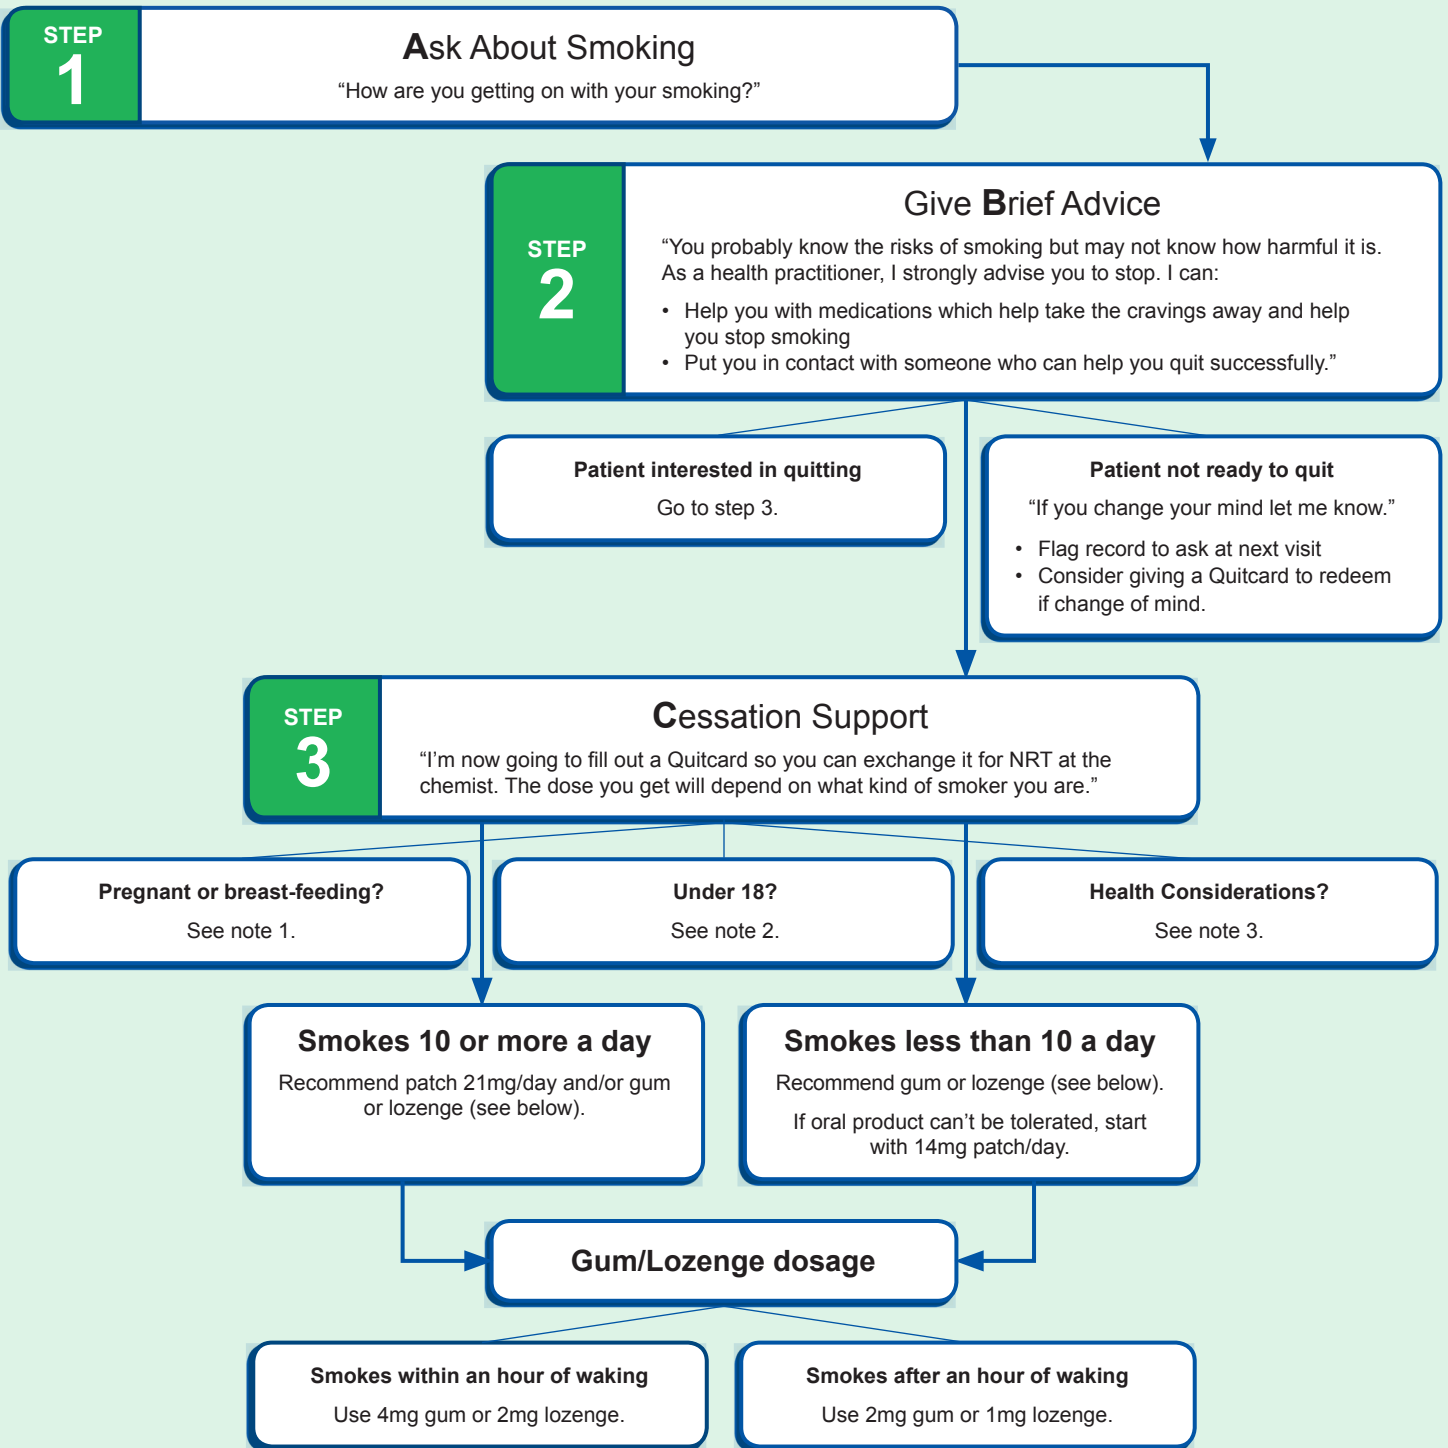 STEP
1
Ask About Smoking
“How are you getting on with your smoking?”
STEP
2
Give Brief Advice
“You probably know the risks of smoking but may not know how harmful it is.
As a health practitioner, I strongly advise you to stop. I can:
• Help you with medications which help take the cravings away and help
you stop smoking
• Put you in contact with someone who can help you quit successfully.”
Patient interested in quitting
Go to step 3.
Patient not ready to quit
“If you change your mind let me know.”
• Flag record to ask at next visit
• Consider giving a Quitcard to redeem
if change of mind.
STEP
3
Cessation Support
“I’m now going to fill out a Quitcard so you can exchange it for NRT at the
chemist. The dose you get will depend on what kind of smoker you are.”
Pregnant or breast-feeding?
See note 1.
Under 18?
See note 2.
Health Considerations?
See note 3.
Smokes 10 or more a day
Recommend patch 21mg/day and/or gum
or lozenge (see below).
Smokes less than 10 a day
Recommend gum or lozenge (see below).
If oral product can’t be tolerated, start
with 14mg patch/day.
Gum/Lozenge dosage
Smokes within an hour of waking
Use 4mg gum or 2mg lozenge.
Smokes after an hour of waking
Use 2mg gum or 1mg lozenge.